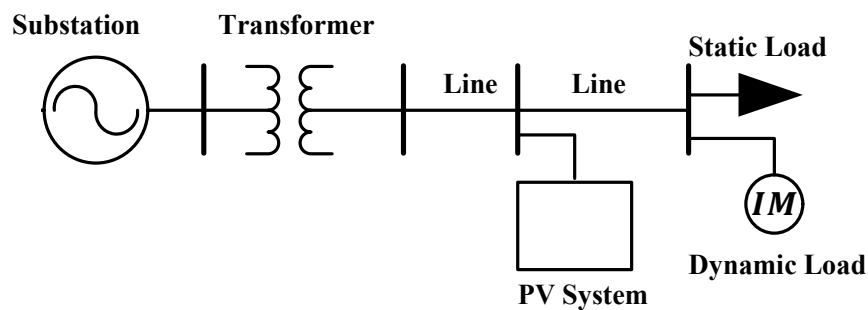 Substation
Transformer
Static Load
Line
Line
IM
Dynamic Load
PV System